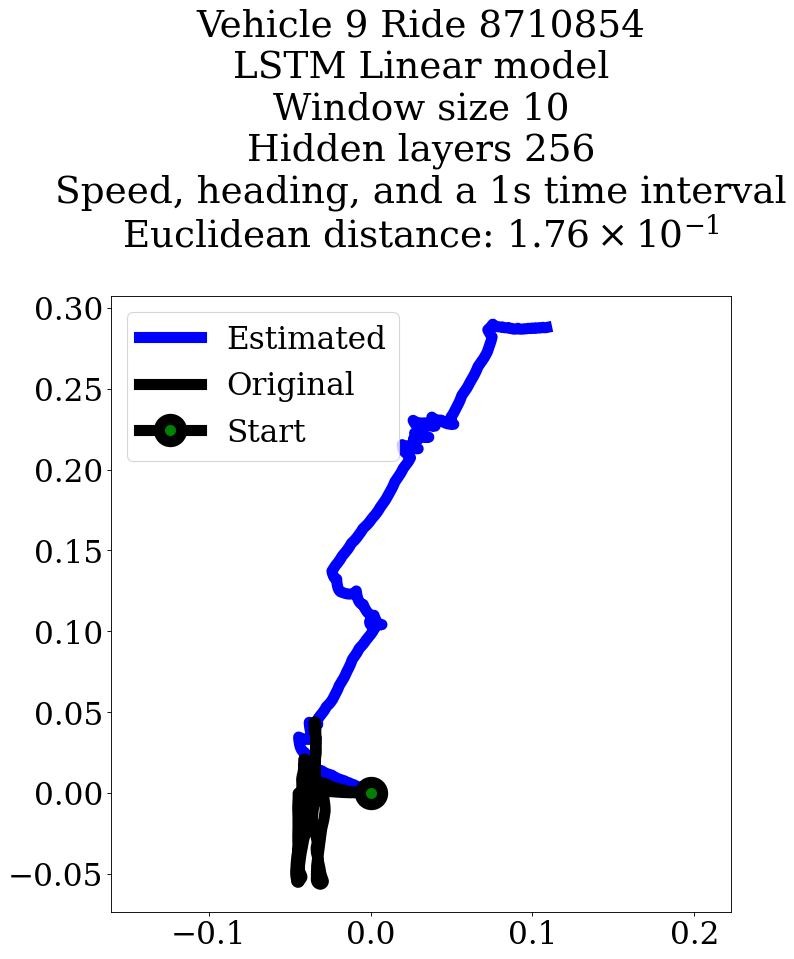 Vehicle 9 Ride 8710854
LSTM Linear model
Window size 10
Hidden layers 256
Speed, heading, and a 1s time interval
Euclidean distance: 1.76 × 10⁻¹
0.30
Estimated
0.25
Original
Start
0.20
0.15
0.10
0.05
0.00
−0.05
−0.1
0.0
0.1
0.2